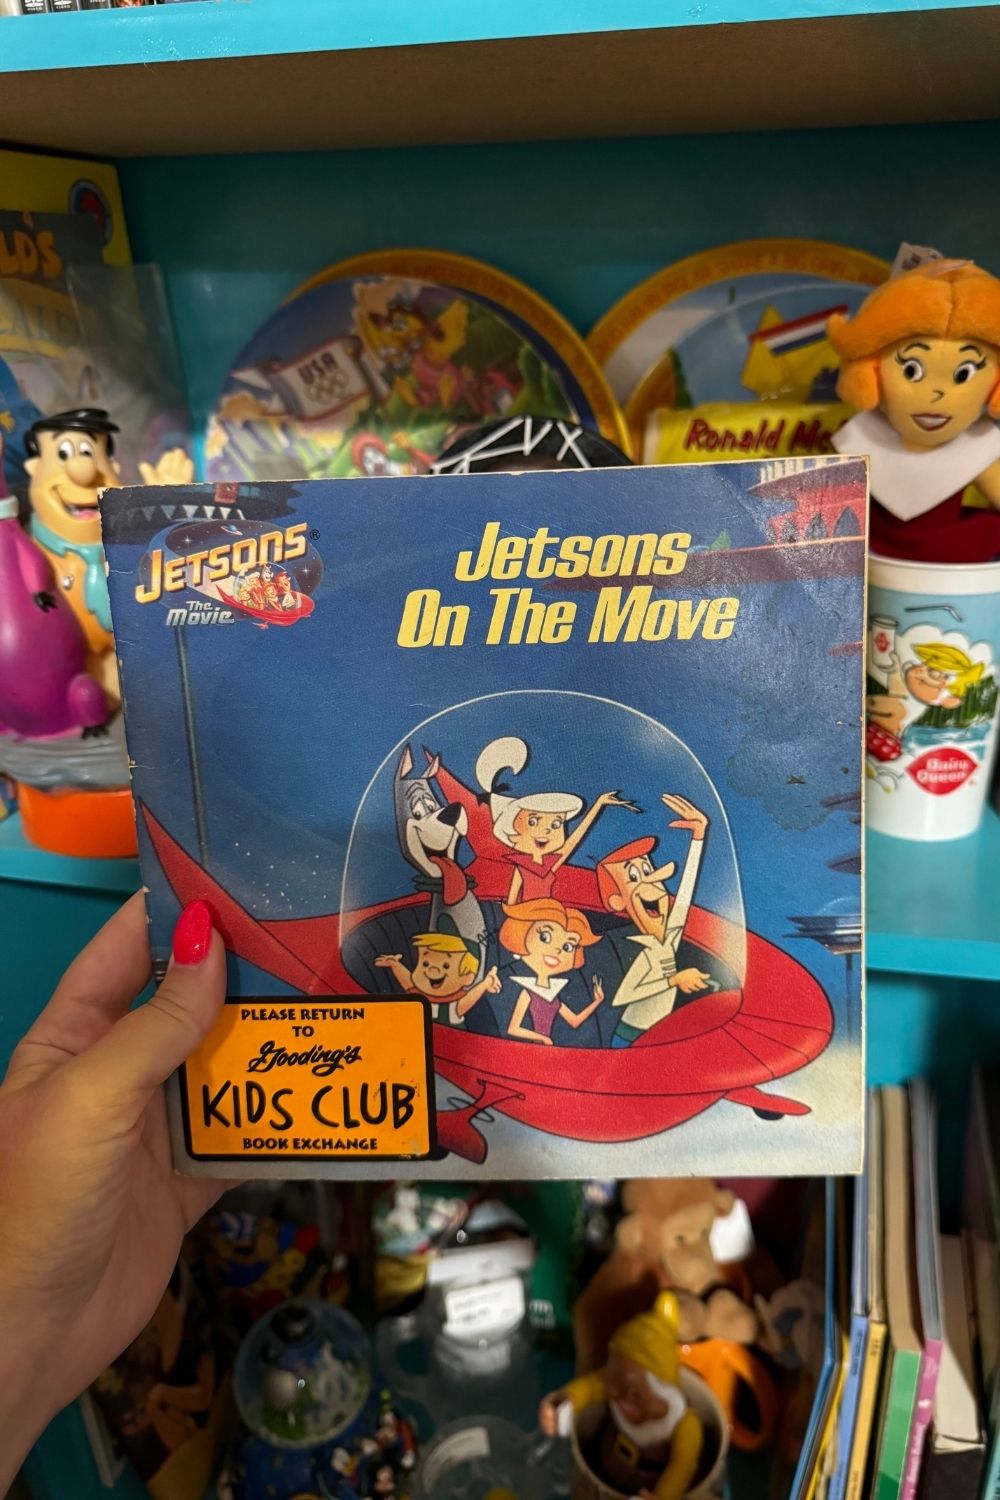 LD'S
USA
Ronald Mc
JETSONS®
The
Movie
Jetsons
On The Move
Dairy
Queen
PLEASE RETURN
TO
Gooding's
KIDS CLUB
BOOK EXCHANGE